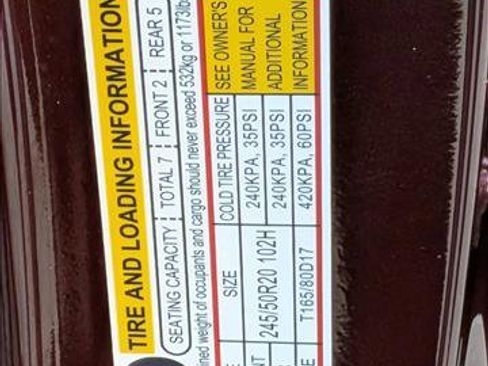 TIRE AND LOADING INFORMATION
SEATING CAPACITY TOTAL 7 FRONT 2 REAR 5
weight of occupants and cargo should never exceed 532kg or 1173lb
SIZE COLD TIRE PRESSURE SEE OWNER'S
MANUAL FOR
ADDITIONAL
INFORMATION
245/50R20 102H 240KPA, 35PSI
240KPA, 35PSI
T165/80D17 420KPA, 60PSI